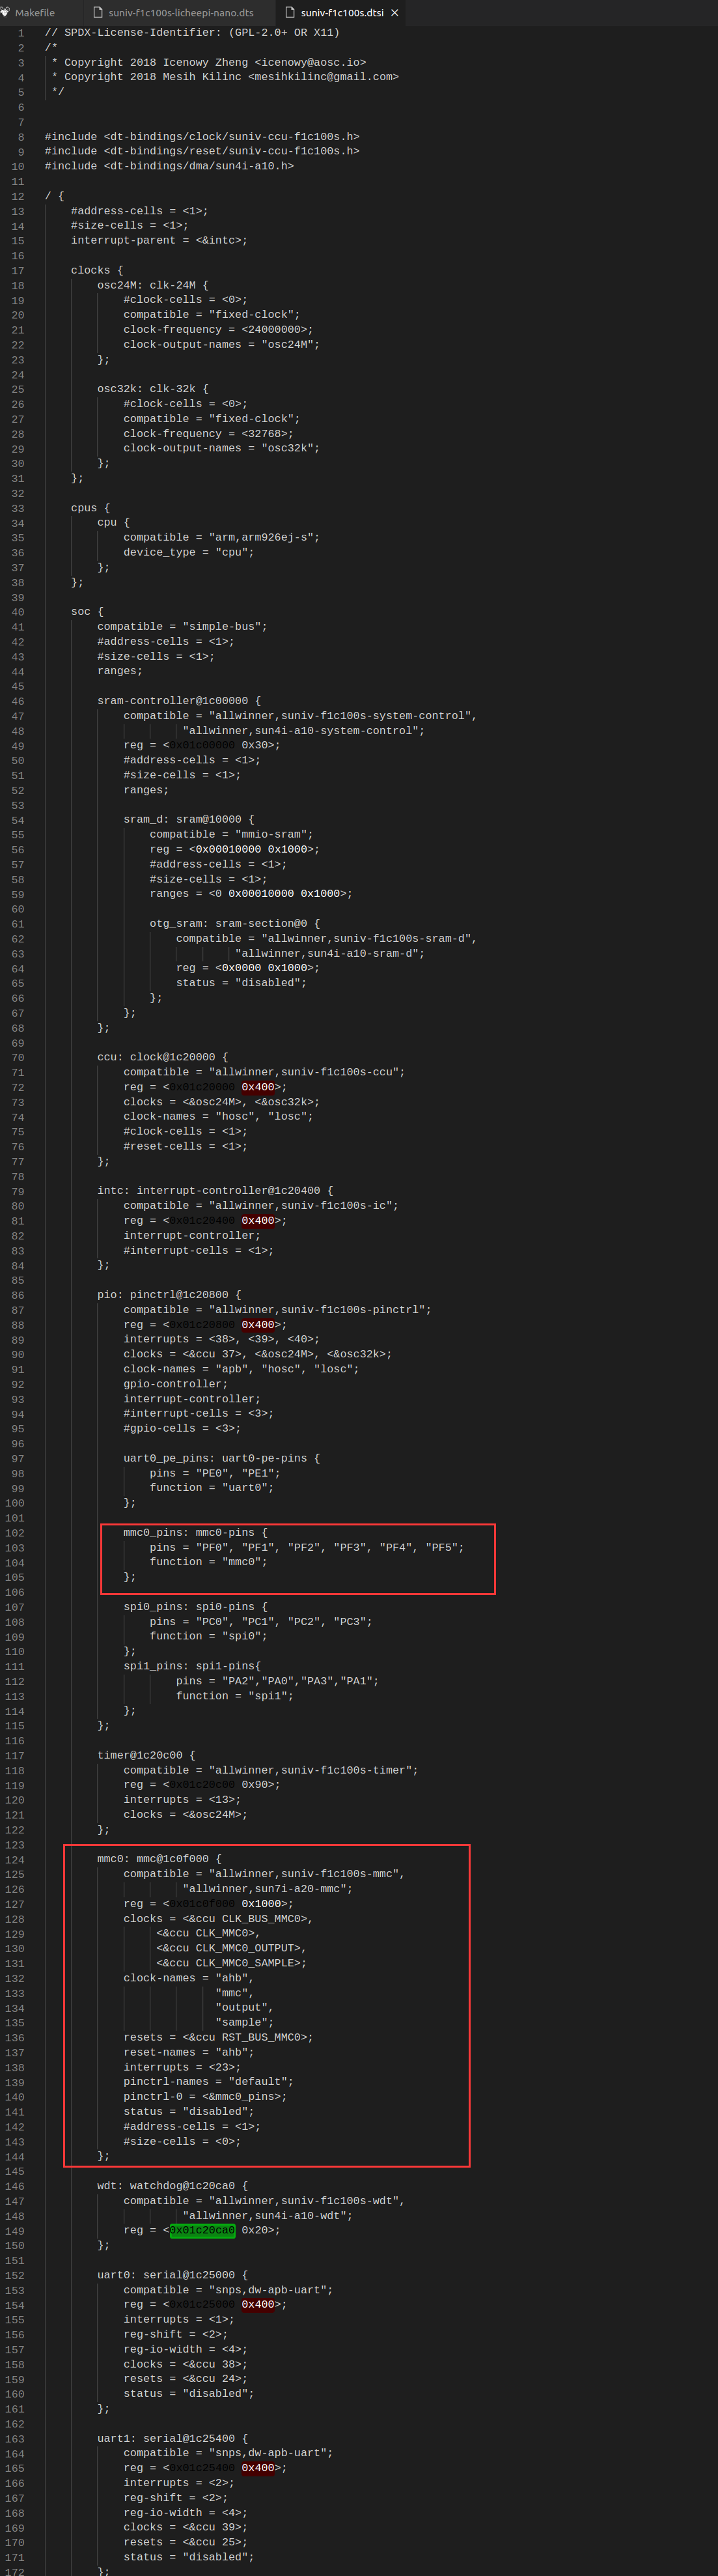 Makefile suniv-f1c100s-licheepi-nano.dts suniv-f1c100s.dtsi ×
1 // SPDX-License-Identifier: (GPL-2.0+ OR X11)
2 /*
3 * Copyright 2018 Icenowy Zheng <icenowy@aosc.io>
4 * Copyright 2018 Mesih Kilinc <mesihkilinc@gmail.com>
5 */
6
7
8 #include <dt-bindings/clock/suniv-ccu-f1c100s.h>
9 #include <dt-bindings/reset/suniv-ccu-f1c100s.h>
10 #include <dt-bindings/dma/sun4i-a10.h>
11
12 / {
13 #address-cells = <1>;
14 #size-cells = <1>;
15 interrupt-parent = <&intc>;
16
17 clocks {
18 osc24M: clk-24M {
19 #clock-cells = <0>;
20 compatible = "fixed-clock";
21 clock-frequency = <24000000>;
22 clock-output-names = "osc24M";
23 };
24
25 osc32k: clk-32k {
26 #clock-cells = <0>;
27 compatible = "fixed-clock";
28 clock-frequency = <32768>;
29 clock-output-names = "osc32k";
30 };
31 };
32
33 cpus {
34 cpu {
35 compatible = "arm,arm926ej-s";
36 device_type = "cpu";
37 };
38 };
39
40 soc {
41 compatible = "simple-bus";
42 #address-cells = <1>;
43 #size-cells = <1>;
44 ranges;
45
46 sram-controller@1c00000 {
47 compatible = "allwinner,suniv-f1c100s-system-control",
48 "allwinner,sun4i-a10-system-control";
49 reg = <0x01c00000 0x30>;
50 #address-cells = <1>;
51 #size-cells = <1>;
52 ranges;
53
54 sram_d: sram@10000 {
55 compatible = "mmio-sram";
56 reg = <0x00010000 0x1000>;
57 #address-cells = <1>;
58 #size-cells = <1>;
59 ranges = <0 0x00010000 0x1000>;
60
61 otg_sram: sram-section@0 {
62 compatible = "allwinner,suniv-f1c100s-sram-d",
63 "allwinner,sun4i-a10-sram-d";
64 reg = <0x0000 0x1000>;
65 status = "disabled";
66 };
67 };
68 };
69
70 ccu: clock@1c20000 {
71 compatible = "allwinner,suniv-f1c100s-ccu";
72 reg = <0x01c20000 0x400>;
73 clocks = <&osc24M>, <&osc32k>;
74 clock-names = "hosc", "losc";
75 #clock-cells = <1>;
76 #reset-cells = <1>;
77 };
78
79 intc: interrupt-controller@1c20400 {
80 compatible = "allwinner,suniv-f1c100s-ic";
81 reg = <0x01c20400 0x400>;
82 interrupt-controller;
83 #interrupt-cells = <1>;
84 };
85
86 pio: pinctrl@1c20800 {
87 compatible = "allwinner,suniv-f1c100s-pinctrl";
88 reg = <0x01c20800 0x400>;
89 interrupts = <38>, <39>, <40>;
90 clocks = <&ccu 37>, <&osc24M>, <&osc32k>;
91 clock-names = "apb", "hosc", "losc";
92 gpio-controller;
93 interrupt-controller;
94 #interrupt-cells = <3>;
95 #gpio-cells = <3>;
96
97 uart0_pe_pins: uart0-pe-pins {
98 pins = "PE0", "PE1";
99 function = "uart0";
100 };
101
102 mmc0_pins: mmc0-pins {
103 pins = "PF0", "PF1", "PF2", "PF3", "PF4", "PF5";
104 function = "mmc0";
105 };
106
107 spi0_pins: spi0-pins {
108 pins = "PC0", "PC1", "PC2", "PC3";
109 function = "spi0";
110 };
111 spi1_pins: spi1-pins{
112 pins = "PA2","PA0","PA3","PA1";
113 function = "spi1";
114 };
115 };
116
117 timer@1c20c00 {
118 compatible = "allwinner,suniv-f1c100s-timer";
119 reg = <0x01c20c00 0x90>;
120 interrupts = <13>;
121 clocks = <&osc24M>;
122 };
123
124 mmc0: mmc@1c0f000 {
125 compatible = "allwinner,suniv-f1c100s-mmc",
126 "allwinner,sun7i-a20-mmc";
127 reg = <0x01c0f000 0x1000>;
128 clocks = <&ccu CLK_BUS_MMC0>,
129 <&ccu CLK_MMC0>,
130 <&ccu CLK_MMC0_OUTPUT>,
131 <&ccu CLK_MMC0_SAMPLE>;
132 clock-names = "ahb",
133 "mmc",
134 "output",
135 "sample";
136 resets = <&ccu RST_BUS_MMC0>;
137 reset-names = "ahb";
138 interrupts = <23>;
139 pinctrl-names = "default";
140 pinctrl-0 = <&mmc0_pins>;
141 status = "disabled";
142 #address-cells = <1>;
143 #size-cells = <0>;
144 };
145
146 wdt: watchdog@1c20ca0 {
147 compatible = "allwinner,suniv-f1c100s-wdt",
148 "allwinner,sun4i-a10-wdt";
149 reg = <0x01c20ca0 0x20>;
150 };
151
152 uart0: serial@1c25000 {
153 compatible = "snps,dw-apb-uart";
154 reg = <0x01c25000 0x400>;
155 interrupts = <1>;
156 reg-shift = <2>;
157 reg-io-width = <4>;
158 clocks = <&ccu 38>;
159 resets = <&ccu 24>;
160 status = "disabled";
161 };
162
163 uart1: serial@1c25400 {
164 compatible = "snps,dw-apb-uart";
165 reg = <0x01c25400 0x400>;
166 interrupts = <2>;
167 reg-shift = <2>;
168 reg-io-width = <4>;
169 clocks = <&ccu 39>;
170 resets = <&ccu 25>;
171 status = "disabled";
172 };